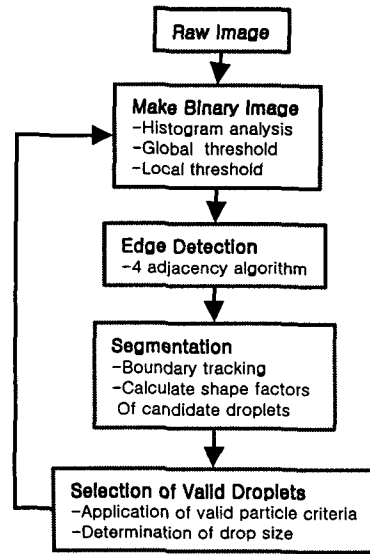 Raw Image
Make Binary Image
-Histogram analysis
-Global threshold
-Local threshold
Edge Detection
-4 adjacency algorithm
Segmentation
-Boundary tracking
-Calculate shape factors
Of candidate droplets
Selection of Valid Droplets
-Application of valid particle criteria
-Determination of drop size